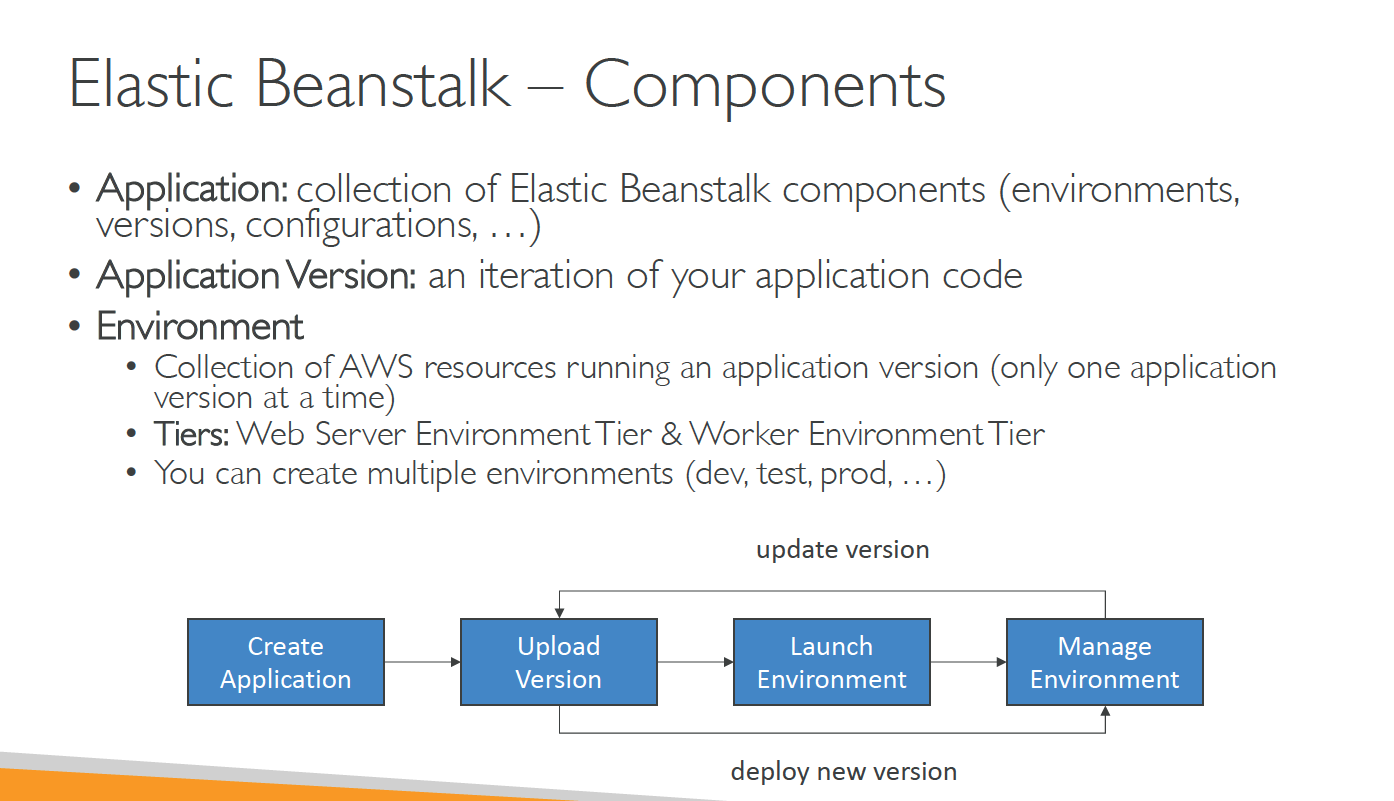 Elastic Beanstalk – Components
• Application: collection of Elastic Beanstalk components (environments,
versions, configurations, …)
• Application Version: an iteration of your application code
• Environment
• Collection of AWS resources running an application version (only one application
version at a time)
• Tiers: Web Server Environment Tier & Worker Environment Tier
• You can create multiple environments (dev, test, prod, …)
update version
Create
Application
Upload
Version
Launch
Environment
Manage
Environment
deploy new version